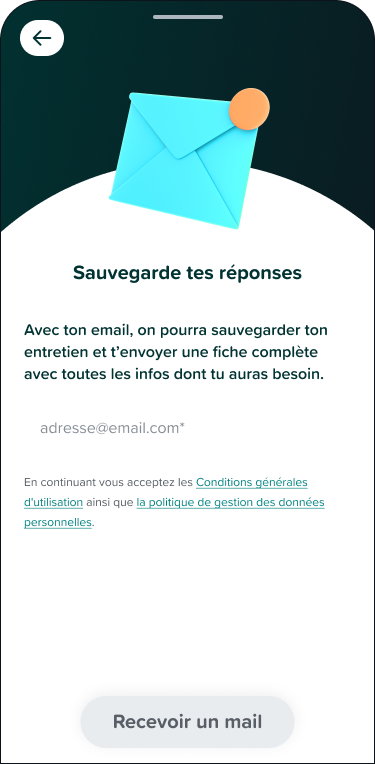 Sauvegarde tes réponses
Avec ton email, on pourra sauvegarder ton
entretien et t’envoyer une fiche complète
avec toutes les infos dont tu auras besoin.
adresse@email.com*
En continuant vous acceptez les Conditions générales
d'utilisation ainsi que la politique de gestion des données
personnelles.
Recevoir un mail